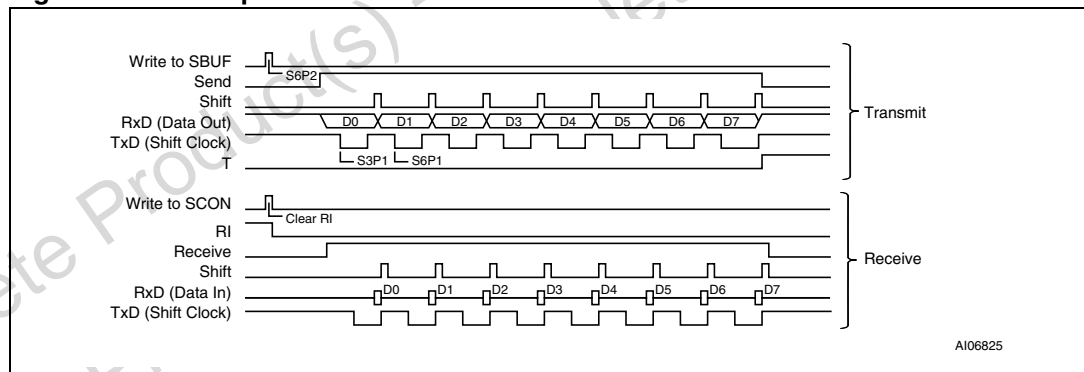 Write to SBUF
S6P2
Send
Shift
RxD (Data Out) D0 D1 D2 D3 D4 D5 D6 D7
TxD (Shift Clock)
S3P1 S6P1
T
Transmit
Write to SCON
Clear RI
RI
Receive
Shift
RxD (Data In) D0 D1 D2 D3 D4 D5 D6 D7
TxD (Shift Clock)
Receive
AI06825
ete Product(s)